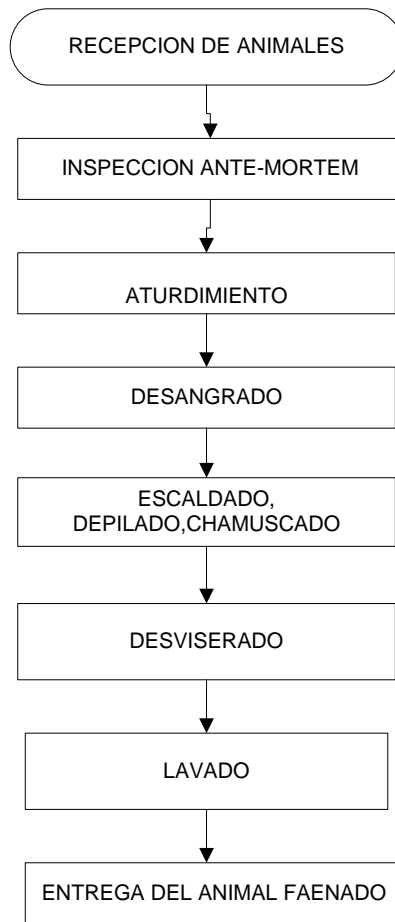 RECEPCION DE ANIMALES
INSPECCION ANTE-MORTEM
ATURDIMIENTO
DESANGRADO
ESCALDADO,
DEPILADO,CHAMUSCADO
DESVISERADO
LAVADO
ENTREGA DEL ANIMAL FAENADO